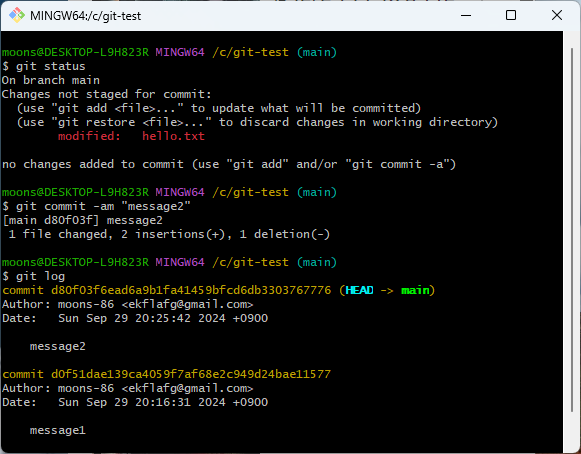 MINGW64:/c/git-test
moons@DESKTOP-L9H823R MINGW64 /c/git-test (main)
$ git status
On branch main
Changes not staged for commit:
  (use "git add <file>..." to update what will be committed)
  (use "git restore <file>..." to discard changes in working directory)
        modified:   hello.txt
no changes added to commit (use "git add" and/or "git commit -a")
moons@DESKTOP-L9H823R MINGW64 /c/git-test (main)
$ git commit -am "message2"
[main d80f03f] message2
 1 file changed, 2 insertions(+), 1 deletion(-)
moons@DESKTOP-L9H823R MINGW64 /c/git-test (main)
$ git log
commit d80f03f6ead6a9b1fa41459bfcd6db3303767776 (HEAD -> main)
Author: moons-86 <ekflafg@gmail.com>
Date:   Sun Sep 29 20:25:42 2024 +0900
    message2
commit d0f51dae139ca4059f7af68e2c949d24bae11577
Author: moons-86 <ekflafg@gmail.com>
Date:   Sun Sep 29 20:16:31 2024 +0900
    message1